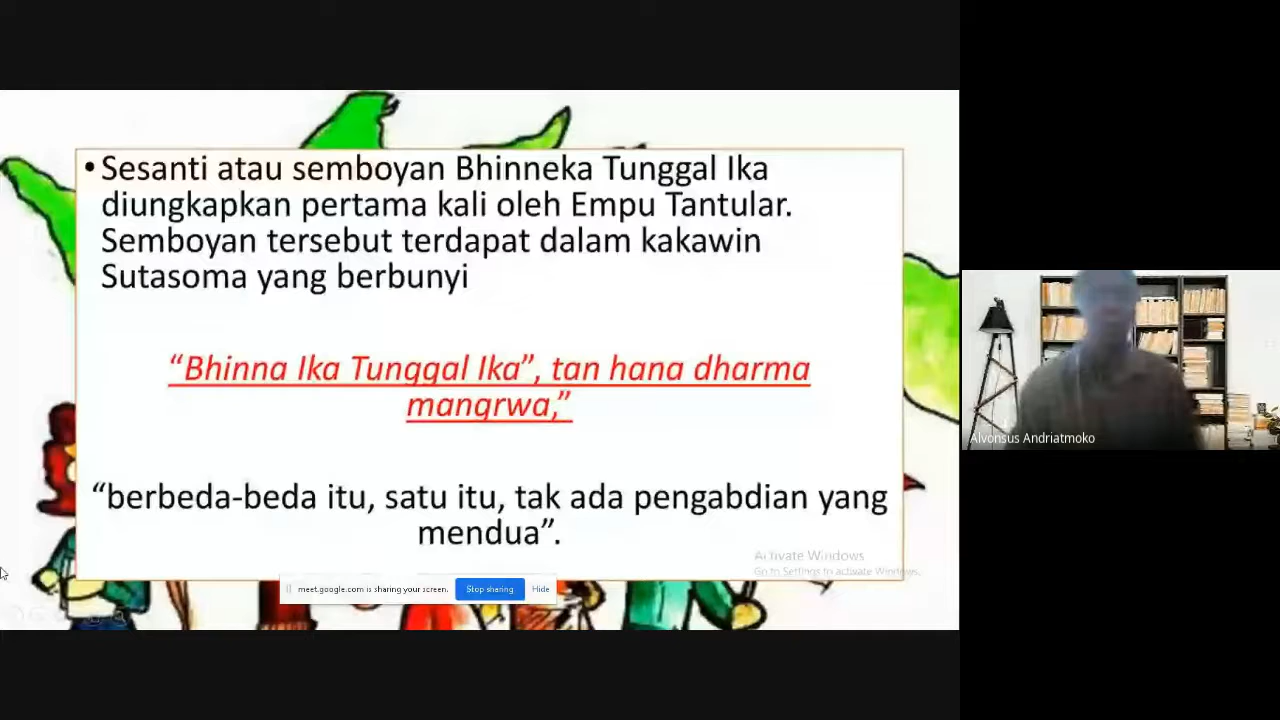 • Sesanti atau semboyan Bhinneka Tunggal Ika
diungkapkan pertama kali oleh Empu Tantular.
Semboyan tersebut terdapat dalam kakawin
Sutasoma yang berbunyi
“Bhinna Ika Tunggal Ika”, tan hana dharma
mangrwa,”
“berbeda-beda itu, satu itu, tak ada pengabdian yang
mendua”.
Activate Windows
Go to Settings to activate Windows.
meet.google.com is sharing your screen. Stop sharing Hide
Alvonsus Andriatmoko